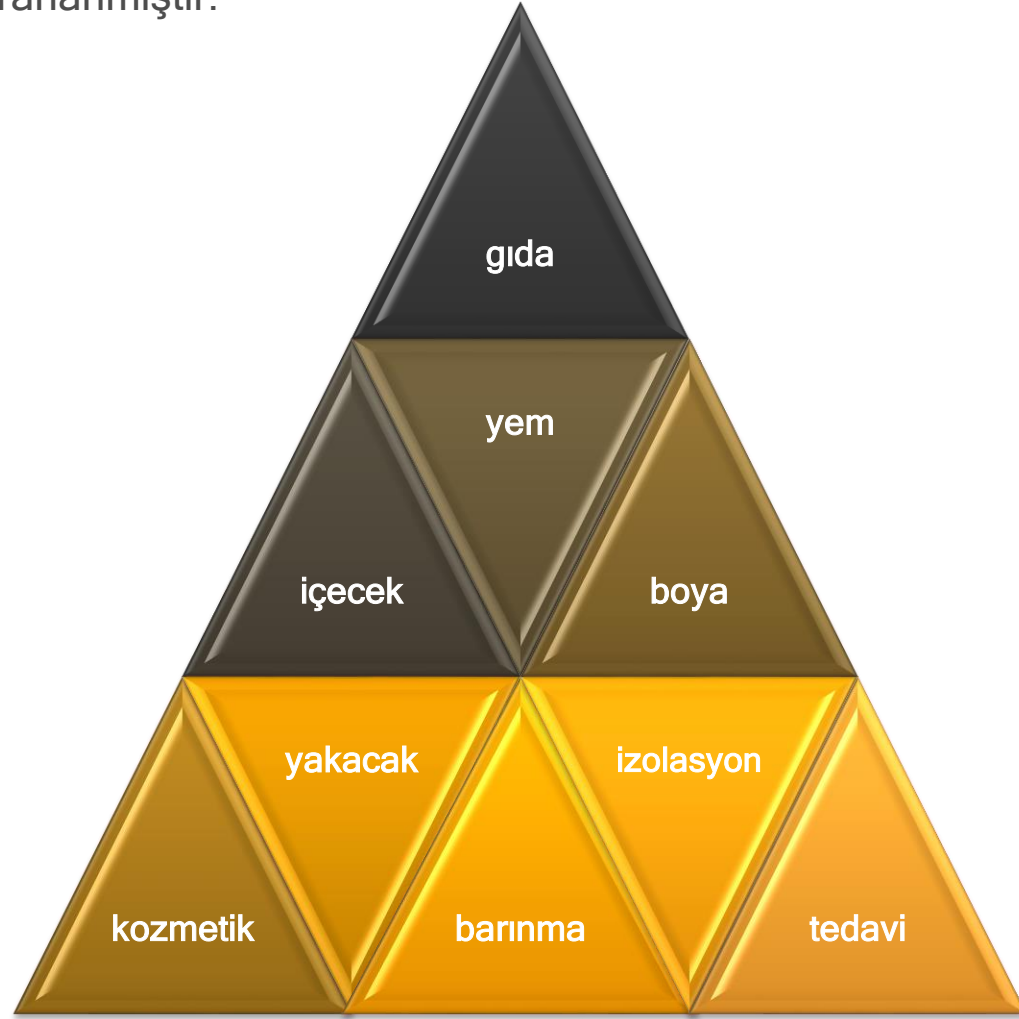 gıda
yem
içecek
boya
yakacak
izolasyon
kozmetik
barınma
tedavi